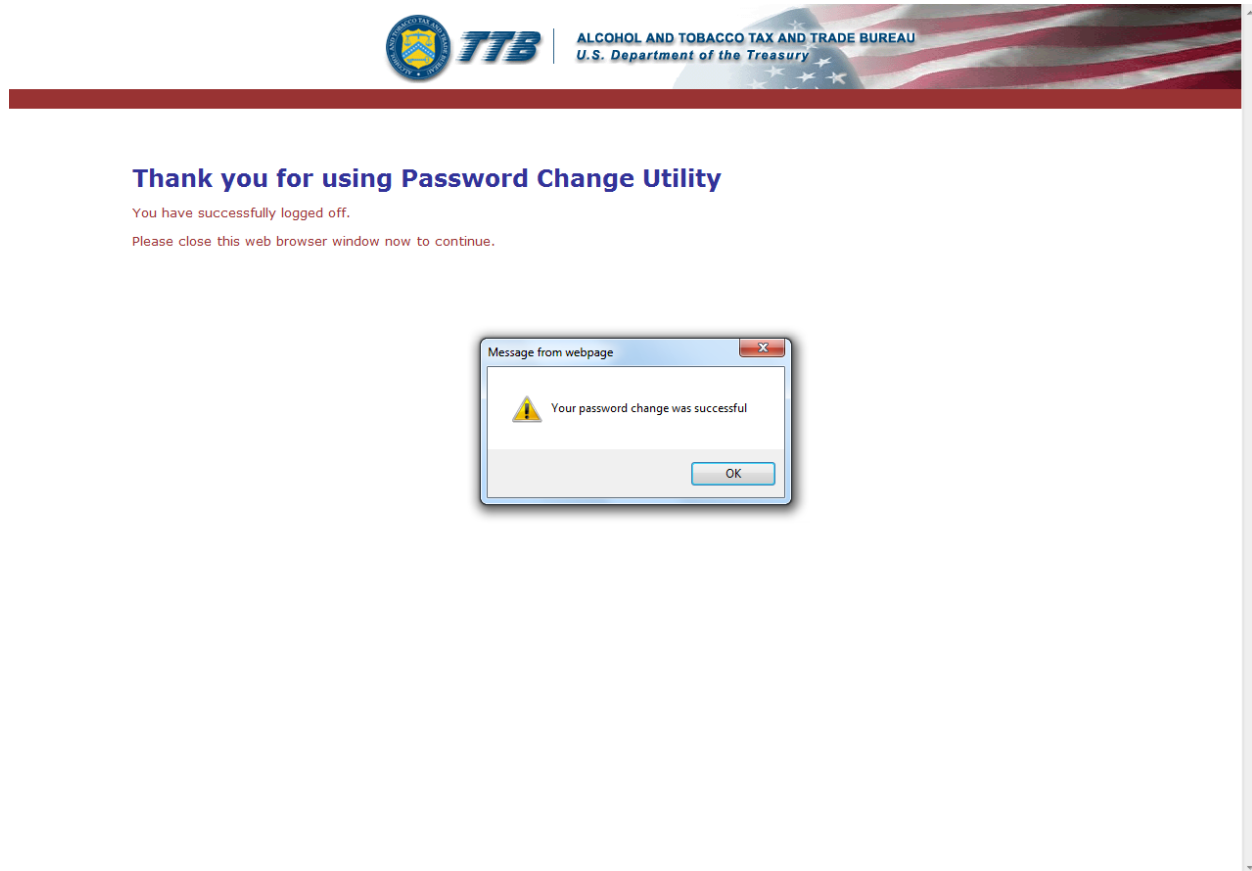 TTB
ALCOHOL AND TOBACCO TAX AND TRADE BUREAU
U.S. Department of the Treasury
Thank you for using Password Change Utility
You have successfully logged off.
Please close this web browser window now to continue.
Message from webpage
Your password change was successful
OK